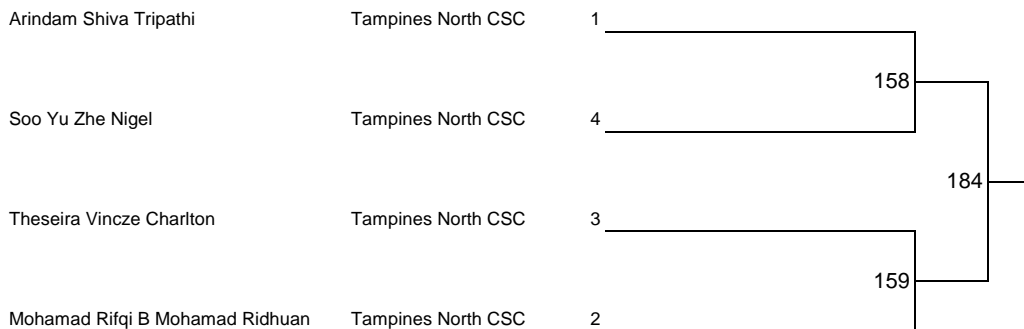 Arindam Shiva Tripathi Tampines North CSC 1
158
Soo Yu Zhe Nigel Tampines North CSC 4
184
Theseira Vincze Charlton Tampines North CSC 3
159
Mohamad Rifqi B Mohamad Ridhuan Tampines North CSC 2